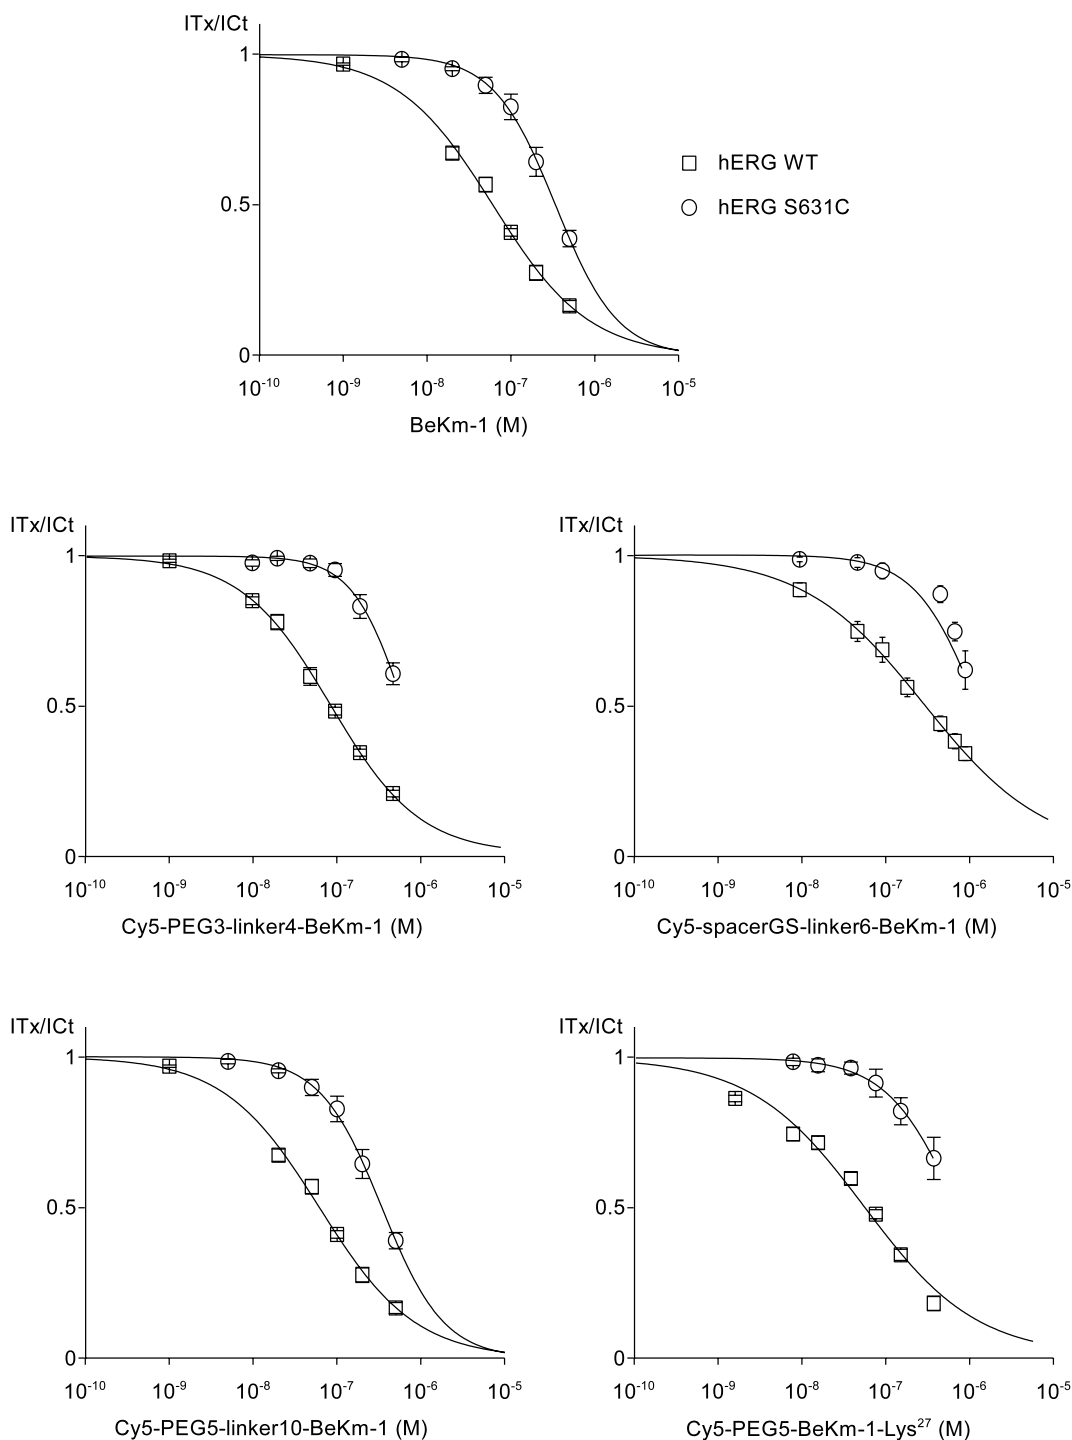 ITx/ICt
1
hERG WT
hERG S631C
0.5
0
10-10 10-9 10-8 10-7 10-6 10-5
BeKm-1 (M)
ITx/ICt ITx/ICt
1 1
0.5 0.5
0 0
10-10 10-9 10-8 10-7 10-6 10-5 10-10 10-9 10-8 10-7 10-6 10-5
Cy5-PEG3-linker4-BeKm-1 (M) Cy5-spacerGS-linker6-BeKm-1 (M)
ITx/ICt ITx/ICt
1 1
0.5 0.5
0 0
10-10 10-9 10-8 10-7 10-6 10-5 10-10 10-9 10-8 10-7 10-6 10-5
Cy5-PEG5-linker10-BeKm-1 (M) Cy5-PEG5-BeKm-1-Lys27 (M)